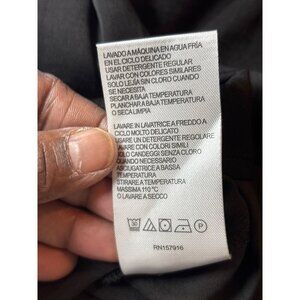 LAVADO A MÁQUINA EN AGUA FRÍA
EN EL CICLO DELICADO
USAR DETERGENTE REGULAR
LAVAR CON COLORES SIMILARES
SOLO LEJÍA SIN CLORO CUANDO
SE NECESITA
SECAR A BAJA TEMPERATURA
PLANCHAR A BAJA TEMPERATURA
O SECA LIMPIA
LAVARE IN LAVATRICE A FREDDO A
CICLO MOLTO DELICATO
USARE UN DETERGENTE REGOLARE
LAVARE CON COLORI SIMILI
SOLO CANDEGGI SENZA CLORO
QUANDO NECESSARIO
ASCIUGATRICE A BASSA
TEMPERATURA
STIRARE A TEMPERATURA
MASSIMA 110 °C
O LAVARE A SECCO
30
P
RN157916